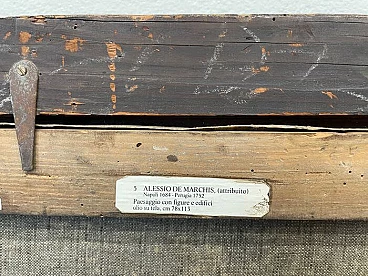 5 ALESSIO DE MARCHIS, (attribuito)
Napoli 1684 - Perugia 1752
Paesaggio con figure e edifici
olio su tela, cm 78x113